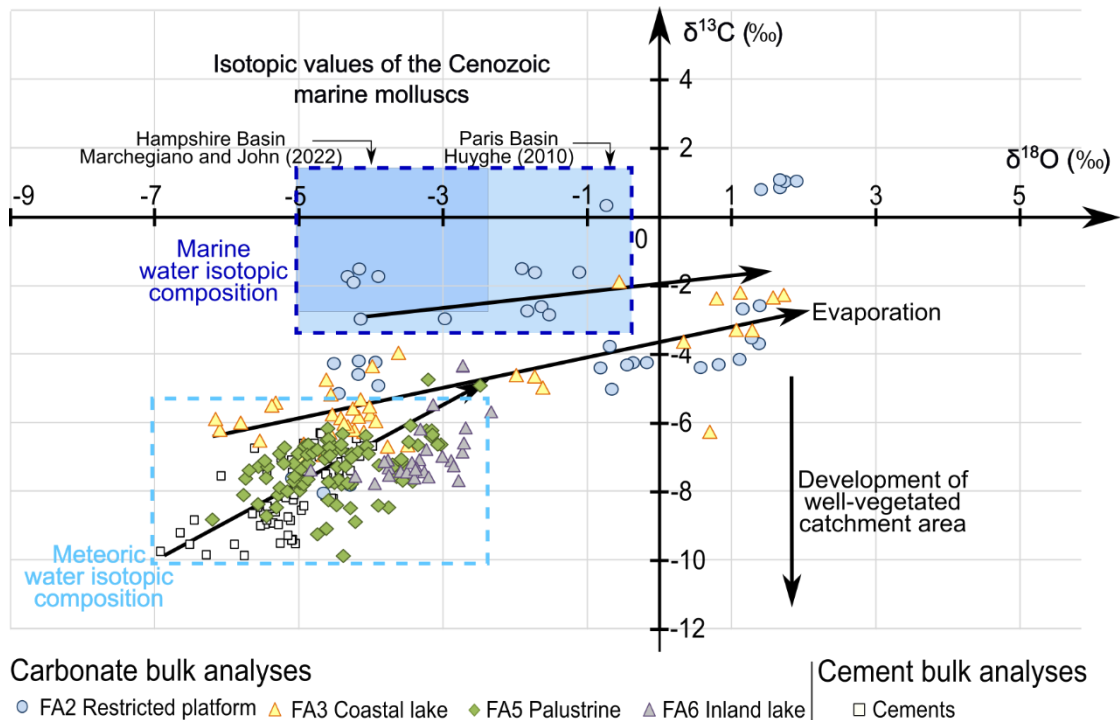 δ¹³C (‰)
4
Isotopic values of the Cenozoic
marine molluscs
Hampshire Basin
Marchegiano and John (2022)
Paris Basin
Huyghe (2010)
2
δ¹⁸O (‰)
-9
-7
-5
-3
-1
0
1
3
5
Marine
water isotopic
composition
-2
Evaporation
-4
-6
Development of
well-vegetated
catchment area
-8
Meteoric
water isotopic
composition
-10
-12
Carbonate bulk analyses
Cement bulk analyses
FA2 Restricted platform
FA3 Coastal lake
FA5 Palustrine
FA6 Inland lake
Cements